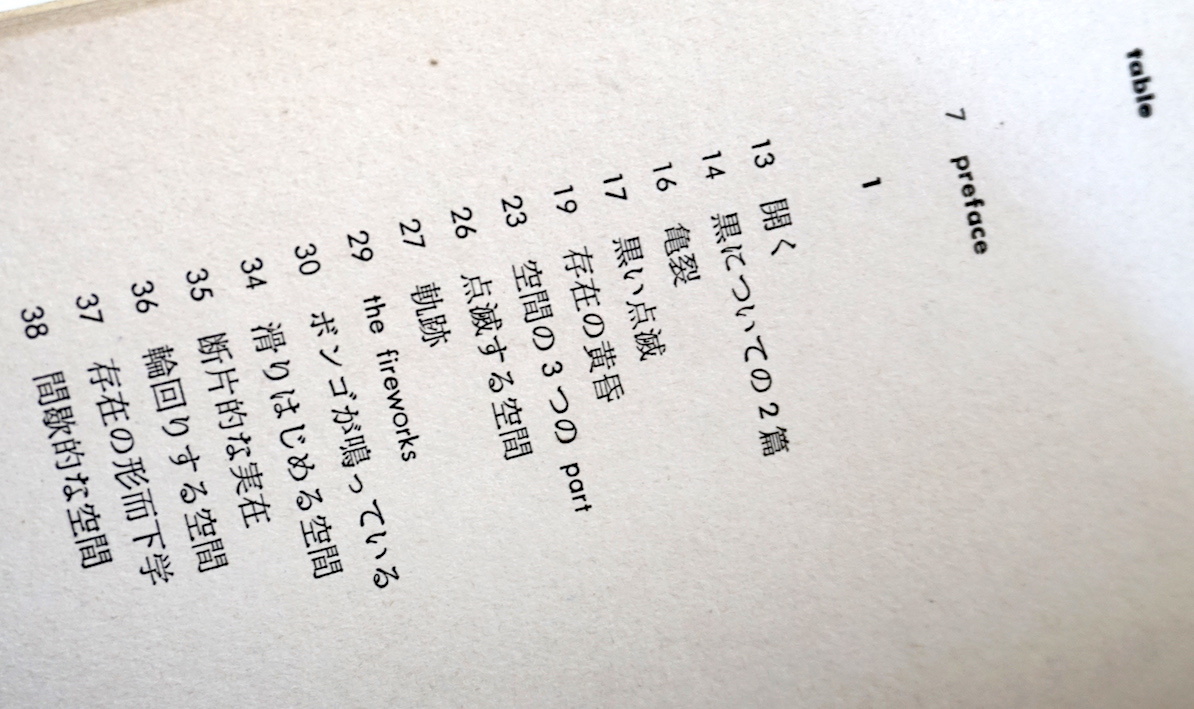 table
7 preface
1
13 開く
14 黒についての2篇
16 亀裂
17 黒い点滅
19 存在の黄昏
23 空間の3つの part
26 点滅する空間
27 軌跡
29 the fireworks
30 ボンゴが鳴っている
34 滑りはじめる空間
35 断片的な実在
36 輪回りする空間
37 存在の形而下学
38 間歇的な空間